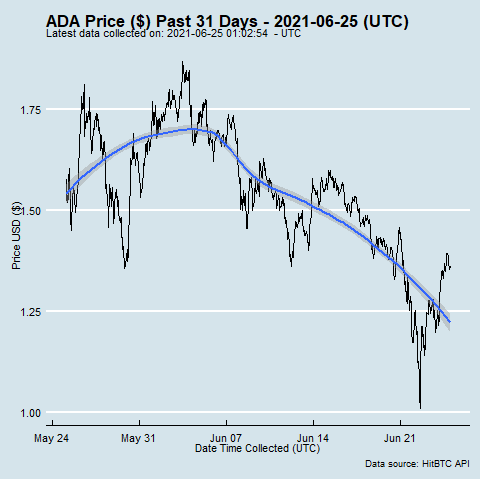 ADA Price ($) Past 31 Days - 2021-06-25 (UTC)
Latest data collected on: 2021-06-25 01:02:54 - UTC
Price USD ($)
1.75
1.50
1.25
1.00
May 24
May 31
Jun 07
Jun 14
Jun 21
Date Time Collected (UTC)
Data source: HitBTC API